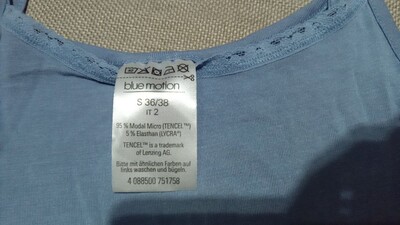 blue motion
S 36/38
IT 2
95 % Modal Micro (TENCEL™)
5 % Elasthan (LYCRA®)
TENCEL™ is a trademark
of Lenzing AG.
Bitte mit ähnlichen Farben auf
links waschen und bügeln.
4 088500 751758